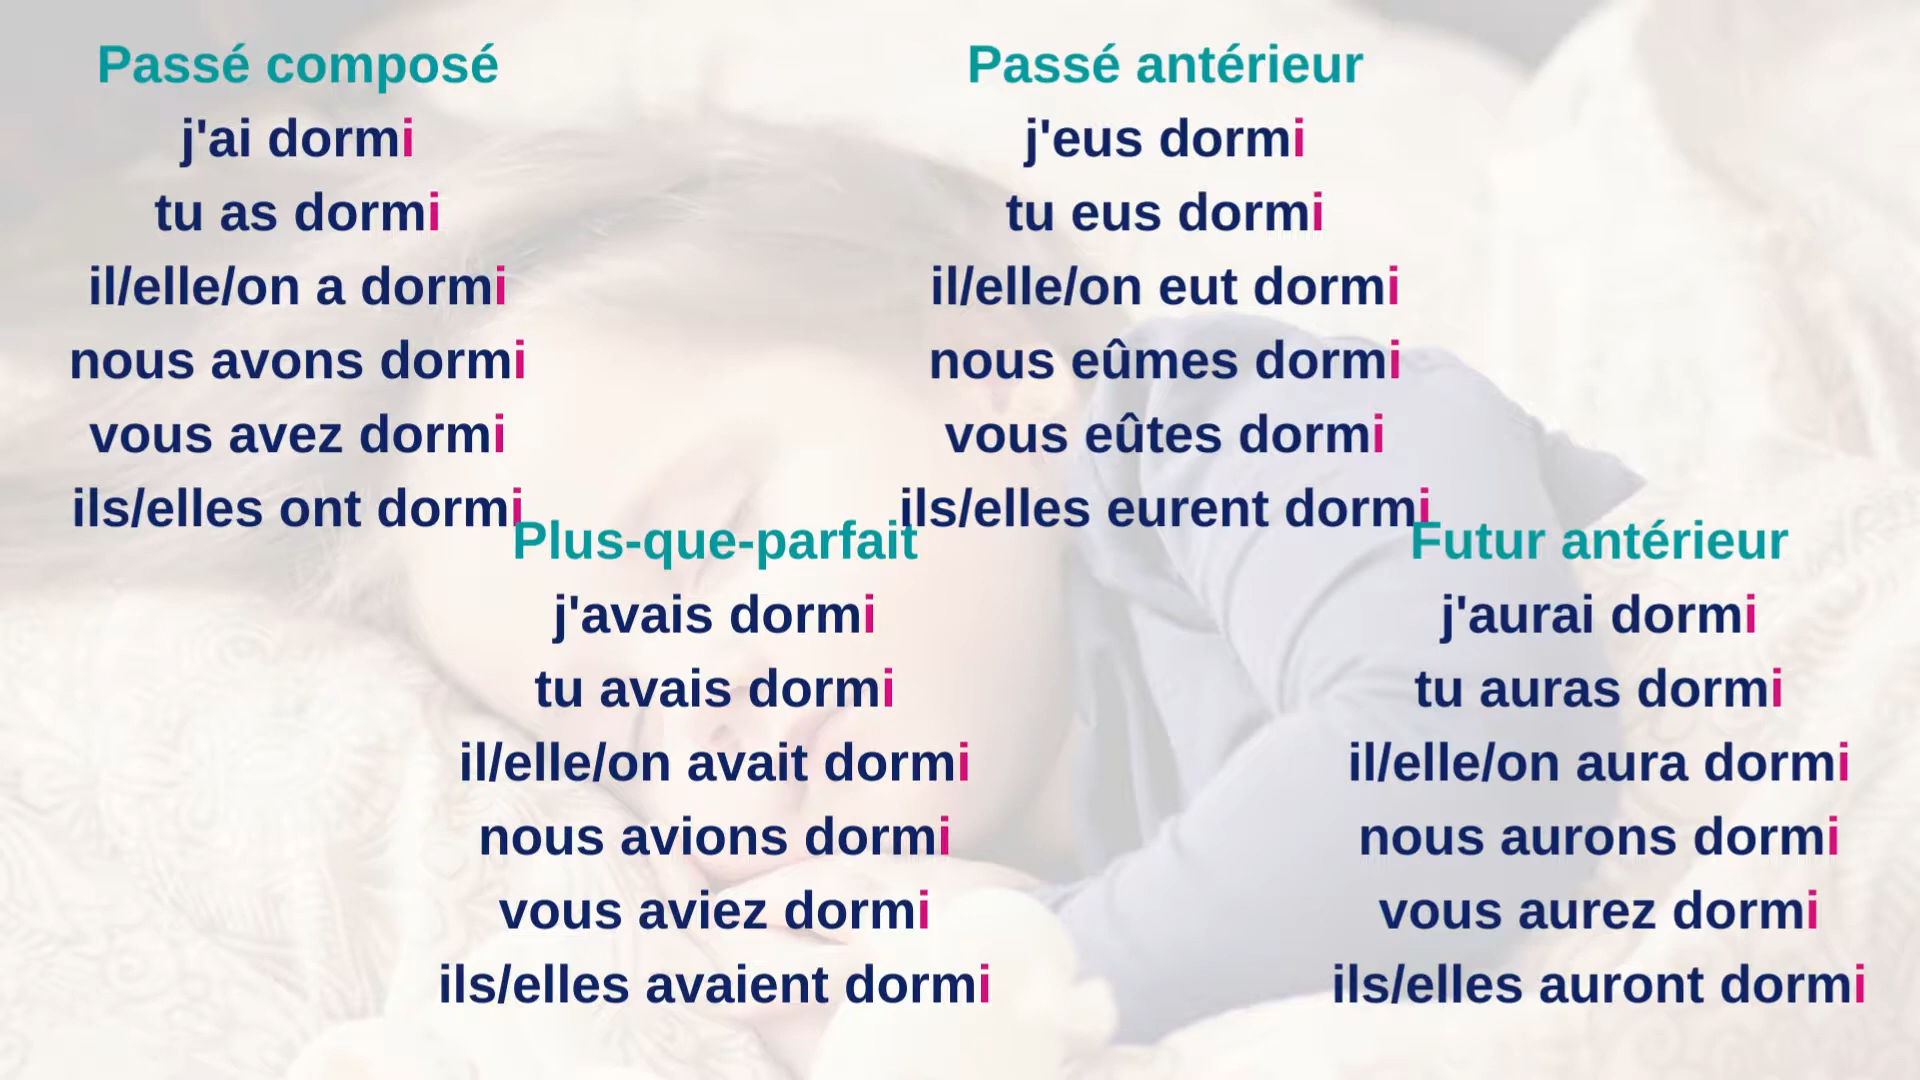 Passé composé
j'ai dormi
tu as dormi
il/elle/on a dormi
nous avons dormi
vous avez dormi
ils/elles ont dormi
Passé antérieur
j'eus dormi
tu eus dormi
il/elle/on eut dormi
nous eûmes dormi
vous eûtes dormi
ils/elles eurent dormi
Plus-que-parfait
j'avais dormi
tu avais dormi
il/elle/on avait dormi
nous avions dormi
vous aviez dormi
ils/elles avaient dormi
Futur antérieur
j'aurai dormi
tu auras dormi
il/elle/on aura dormi
nous aurons dormi
vous aurez dormi
ils/elles auront dormi